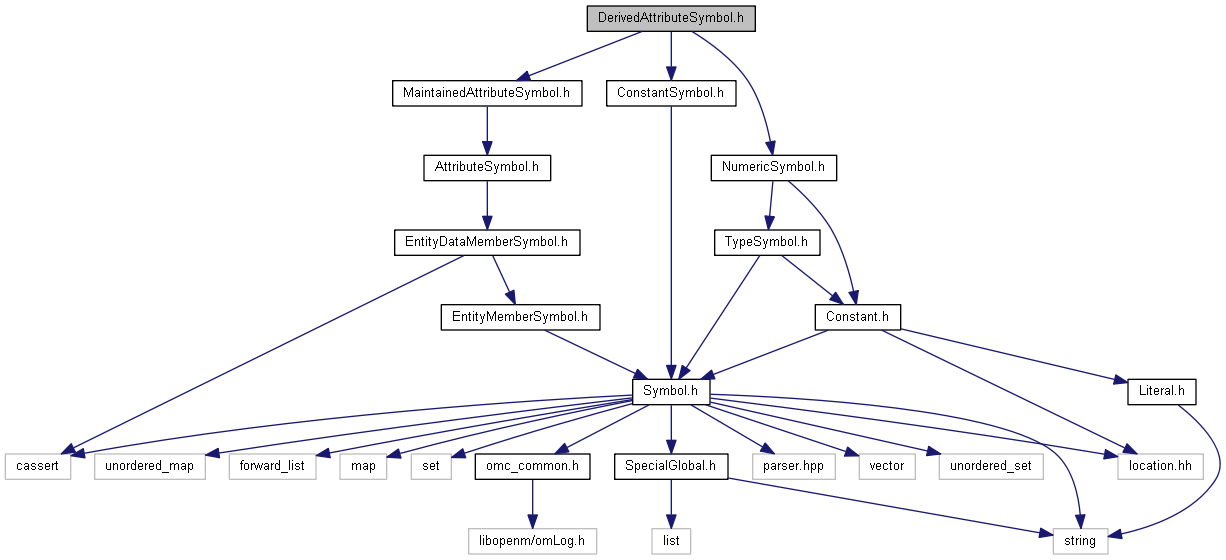 DerivedAttributeSymbol.h
MaintainedAttributeSymbol.h
ConstantSymbol.h
AttributeSymbol.h
NumericSymbol.h
EntityDataMemberSymbol.h
TypeSymbol.h
EntityMemberSymbol.h
Constant.h
Symbol.h
Literal.h
cassert
unordered_map
forward_list
map
set
omc_common.h
SpecialGlobal.h
parser.hpp
vector
unordered_set
location.hh
libopenm/omLog.h
list
string